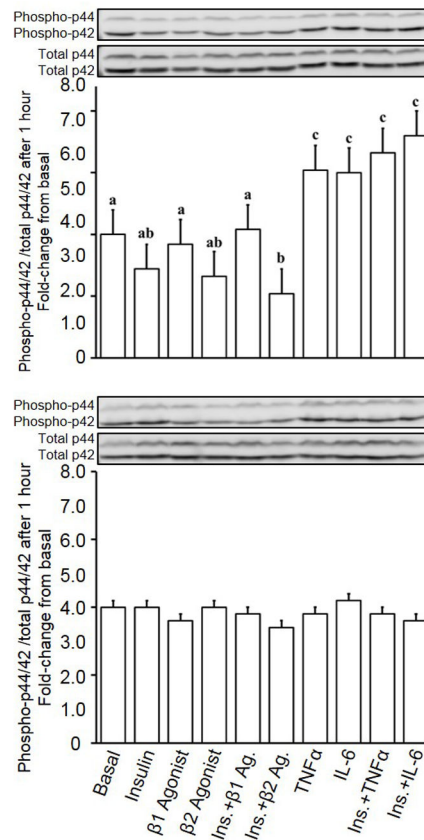 Phospho-p44
Phospho-p42
Total p44
Total p42
Phospho-p44/42 /total p44/42 after 1 hour
Fold-change from basal
8.0
7.0
6.0
5.0
4.0
3.0
2.0
1.0
0.0
a
ab
a
ab
a
b
c
c
c
c
Phospho-p44
Phospho-p42
Total p44
Total p42
Phospho-p44/42 /total p44/42 after 1 hour
Fold-change from basal
8.0
7.0
6.0
5.0
4.0
3.0
2.0
1.0
0.0
Basal
Insulin
β1 Agonist
β2 Agonist
Ins.+β1 Ag.
Ins.+β2 Ag.
TNFα
IL-6
Ins.+TNFα
Ins.+IL-6